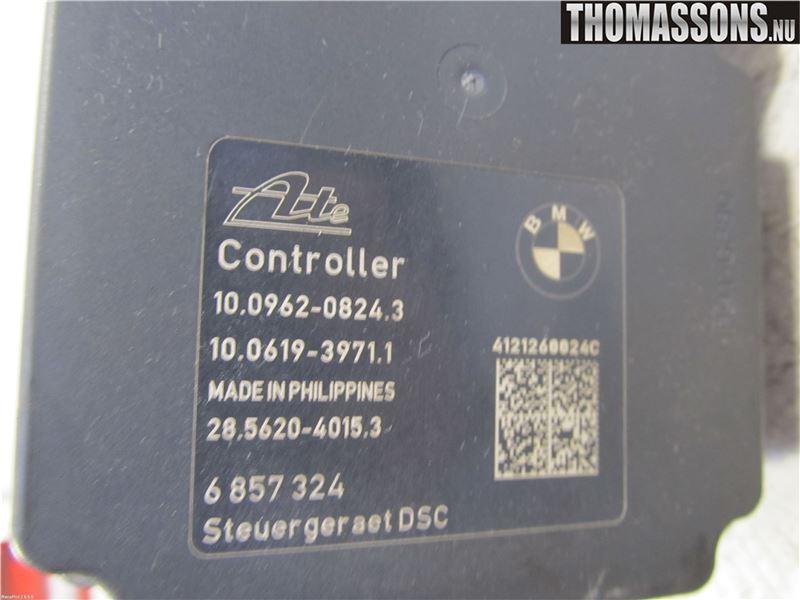 THOMASSONS.NU
Ate
BMW
Controller
10.0962-0824.3
10.0619-3971.1
4121260024C
MADE IN PHILIPPINES
28.5620-4015.3
6 857 324
Steuergeraet DSC